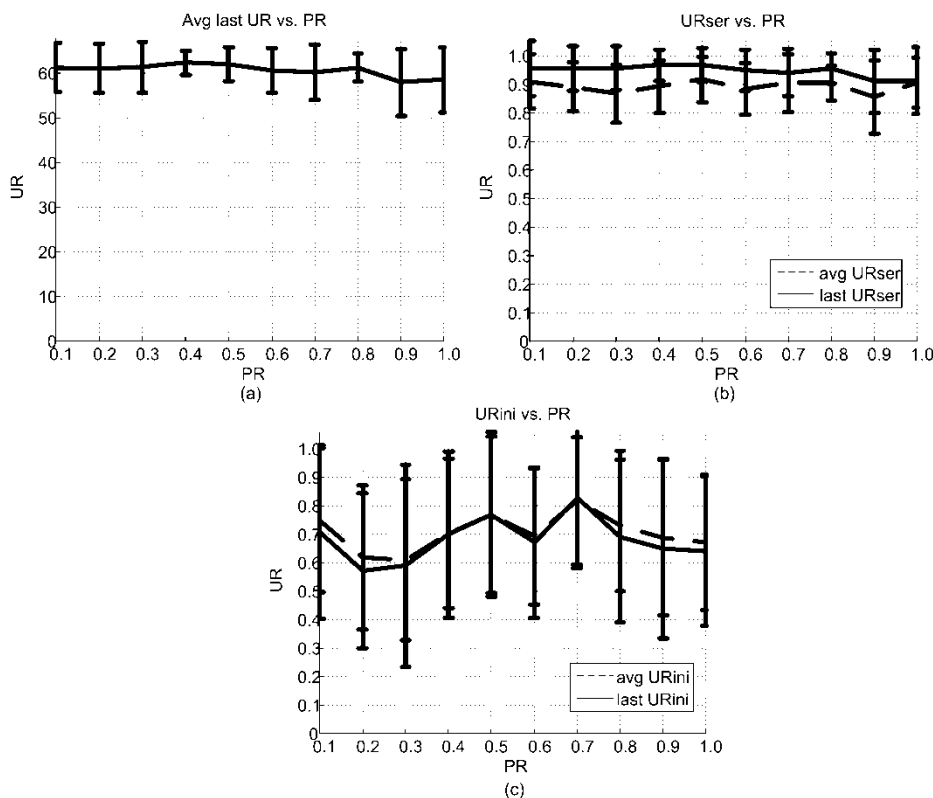 Avg last UR vs. PR
60
50
40
30
20
10
0
UR
0.1 0.2 0.3 0.4 0.5 0.6 0.7 0.8 0.9 1.0
PR
(a)
URser vs. PR
1.0
0.9
0.8
0.7
0.6
0.5
0.4
0.3
0.2
0.1
0
UR
avg URser
last URser
0.1 0.2 0.3 0.4 0.5 0.6 0.7 0.8 0.9 1.0
PR
(b)
URini vs. PR
1.0
0.9
0.8
0.7
0.6
0.5
0.4
0.3
0.2
0.1
0
UR
avg URini
last URini
0.1 0.2 0.3 0.4 0.5 0.6 0.7 0.8 0.9 1.0
PR
(c)